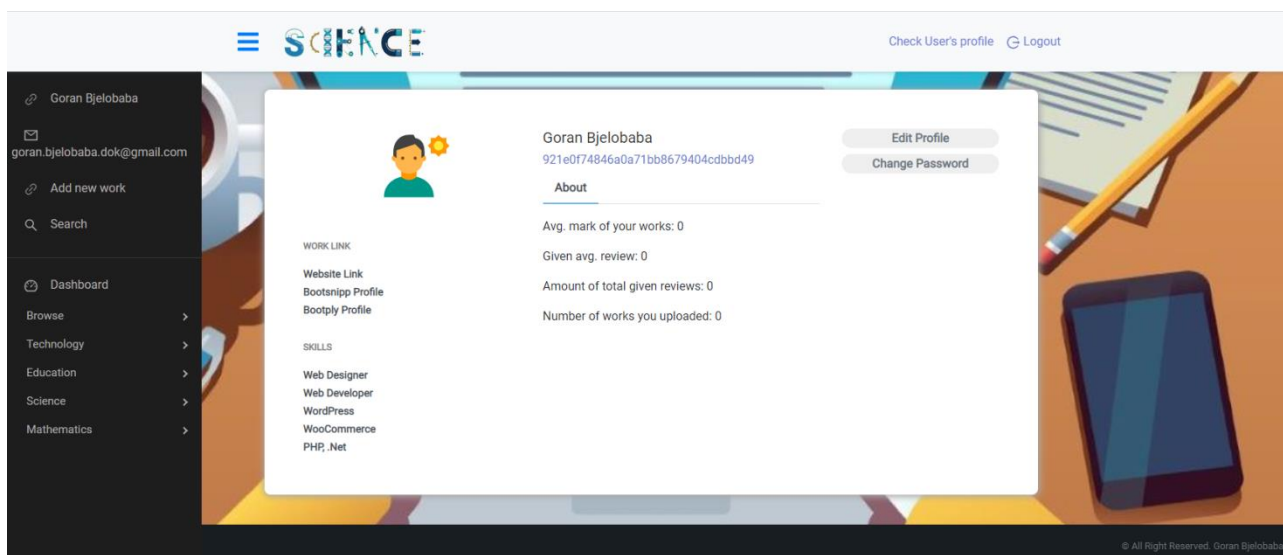 SCIENCE
Check User's profile Logout
Goran Bjelobaba
goran.bjelobaba.dok@gmail.com
Add new work
Search
Dashboard
Browse
Technology
Education
Science
Mathematics
WORK LINK
Website Link
Bootsnipp Profile
Bootply Profile
SKILLS
Web Designer
Web Developer
WordPress
WooCommerce
PHP, .Net
Goran Bjelobaba
921e0f74846a0a71bb8679404cdbbd49
About
Avg. mark of your works: 0
Given avg. review: 0
Amount of total given reviews: 0
Number of works you uploaded: 0
Edit Profile
Change Password
© All Right Reserved. Goran Bjelobaba